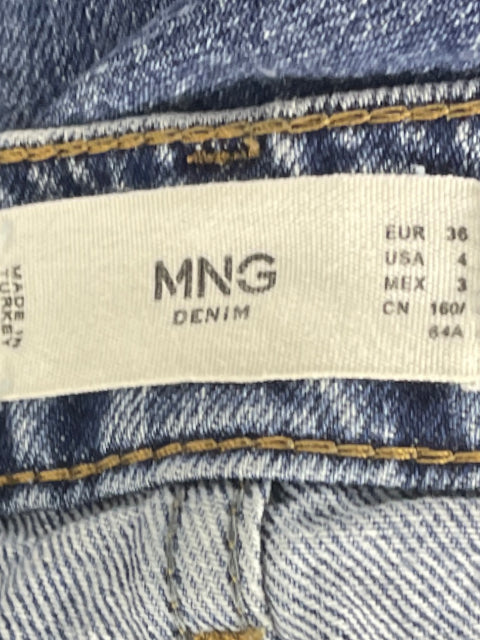 MNG
DENIM
EUR 36
USA 4
MEX 3
CN 160/
64A
MADE IN
TURKEY